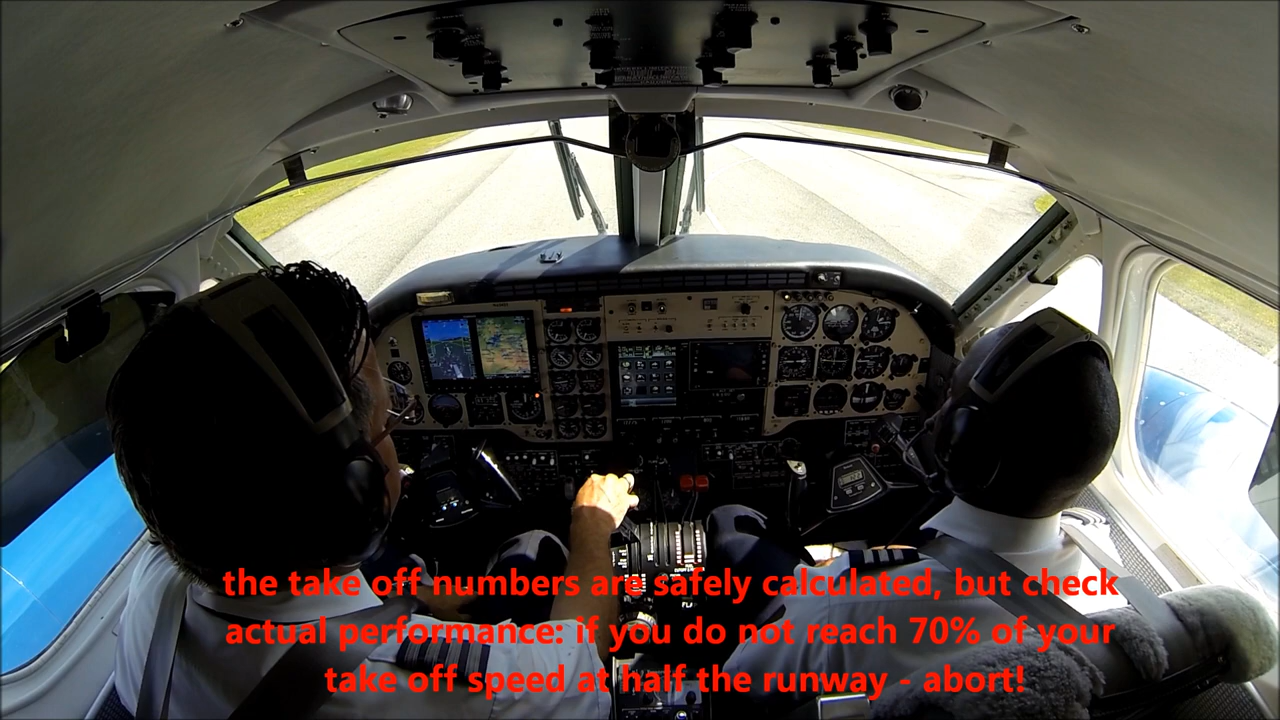 the take off numbers are safely calculated, but check
actual performance: if you do not reach 70% of your
take off speed at half the runway - abort!